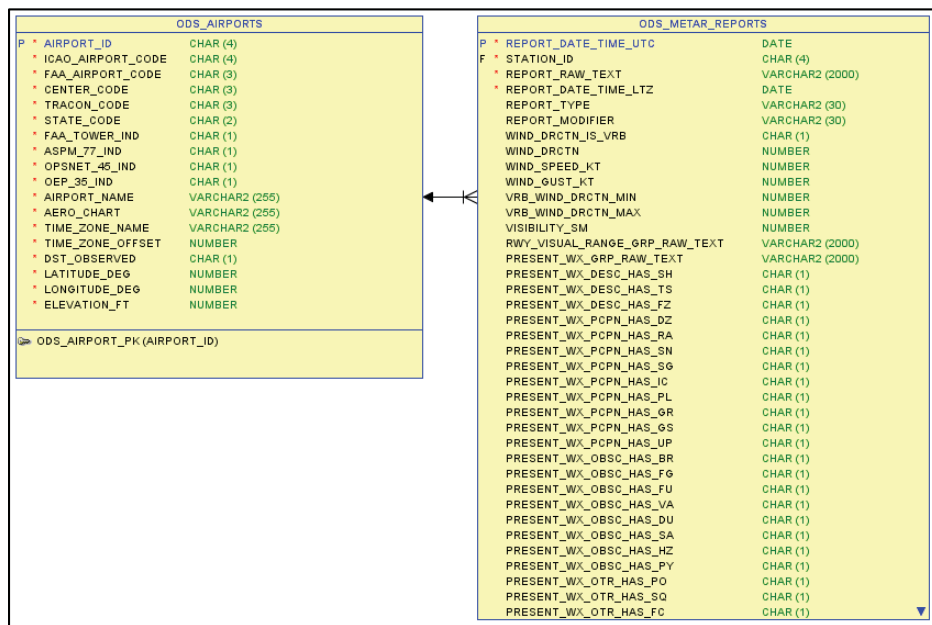 ODS_AIRPORTS
P * AIRPORT_ID CHAR (4)
* ICAO_AIRPORT_CODE CHAR (4)
* FAA_AIRPORT_CODE CHAR (3)
* CENTER_CODE CHAR (3)
* TRACON_CODE CHAR (3)
* STATE_CODE CHAR (2)
* FAA_TOWER_IND CHAR (1)
* ASPM_77_IND CHAR (1)
* OPSNET_45_IND CHAR (1)
* OEP_35_IND CHAR (1)
* AIRPORT_NAME VARCHAR2 (255)
* AERO_CHART VARCHAR2 (255)
* TIME_ZONE_NAME VARCHAR2 (255)
* TIME_ZONE_OFFSET NUMBER
* DST_OBSERVED CHAR (1)
* LATITUDE_DEG NUMBER
* LONGITUDE_DEG NUMBER
* ELEVATION_FT NUMBER
ODS_AIRPORT_PK (AIRPORT_ID)
ODS_METAR_REPORTS
P * REPORT_DATE_TIME_UTC DATE
F * STATION_ID CHAR (4)
* REPORT_RAW_TEXT VARCHAR2 (2000)
* REPORT_DATE_TIME_LTZ DATE
REPORT_TYPE VARCHAR2 (30)
REPORT_MODIFIER VARCHAR2 (30)
WIND_DRCTN_IS_VRB CHAR (1)
WIND_DRCTN NUMBER
WIND_SPEED_KT NUMBER
WIND_GUST_KT NUMBER
VRB_WIND_DRCTN_MIN NUMBER
VRB_WIND_DRCTN_MAX NUMBER
VISIBILITY_SM NUMBER
RWY_VISUAL_RANGE_GRP_RAW_TEXT VARCHAR2 (2000)
PRESENT_WX_GRP_RAW_TEXT VARCHAR2 (2000)
PRESENT_WX_DESC_HAS_SH CHAR (1)
PRESENT_WX_DESC_HAS_TS CHAR (1)
PRESENT_WX_DESC_HAS_FZ CHAR (1)
PRESENT_WX_PCPN_HAS_DZ CHAR (1)
PRESENT_WX_PCPN_HAS_RA CHAR (1)
PRESENT_WX_PCPN_HAS_SN CHAR (1)
PRESENT_WX_PCPN_HAS_SG CHAR (1)
PRESENT_WX_PCPN_HAS_IC CHAR (1)
PRESENT_WX_PCPN_HAS_PL CHAR (1)
PRESENT_WX_PCPN_HAS_GR CHAR (1)
PRESENT_WX_PCPN_HAS_GS CHAR (1)
PRESENT_WX_PCPN_HAS_UP CHAR (1)
PRESENT_WX_OBSC_HAS_BR CHAR (1)
PRESENT_WX_OBSC_HAS_FG CHAR (1)
PRESENT_WX_OBSC_HAS_FU CHAR (1)
PRESENT_WX_OBSC_HAS_VA CHAR (1)
PRESENT_WX_OBSC_HAS_DU CHAR (1)
PRESENT_WX_OBSC_HAS_SA CHAR (1)
PRESENT_WX_OBSC_HAS_HZ CHAR (1)
PRESENT_WX_OBSC_HAS_PY CHAR (1)
PRESENT_WX_OTR_HAS_PO CHAR (1)
PRESENT_WX_OTR_HAS_SQ CHAR (1)
PRESENT_WX_OTR_HAS_FC CHAR (1)